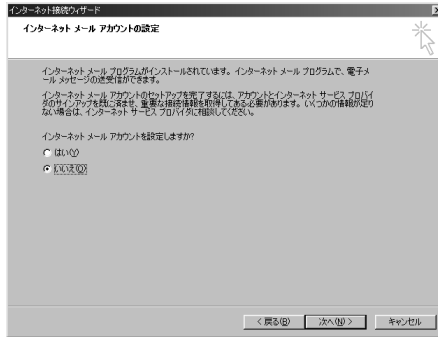 インターネット接続ウィザード
インターネット メール アカウントの設定
インターネット メール プログラムがインストールされています。インターネット メール プログラムで、電子メ
ール メッセージの送受信ができます。
インターネット メール アカウントのセットアップを完了するには、アカウントとインターネット サービス プロバイ
ダのサインアップを既に済ませ、重要な接続情報を取得してある必要があります。いくつかの情報が足り
ない場合は、インターネット サービス プロバイダに相談してください。
インターネット メール アカウントを設定しますか?
はい(Y)
いいえ(O)
< 戻る(B)
次へ(N) >
キャンセル